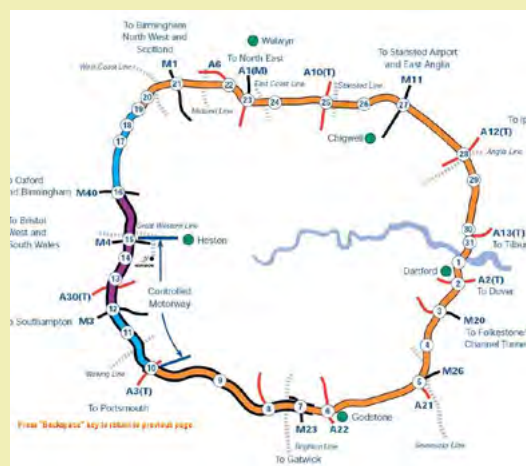 To Birmingham
North West and
Scotland
Welwyn
To Stansted Airport
and East Anglia
West Coast Line
M1
A6
To North East
A1(M)
East Coast Line
A10(T)
Stansted Line
M11
20
21
22
23
24
25
26
27
Midland Line
19
18
17
Chigwell
A12(T)
28
Anglia Line
29
To Oxford
nd Birmingham
M40
16
To Bristol
West and
South Wales
Great Western Line
M4
15
Heston
14
30
31
A13(T)
To Tilbu
1
Dartford
2
A2(T)
To Dover
13
A30(T)
Controlled
Motorway
12
M3
o Southampton
11
3
M20
To Folkestone/
Channel Tunne
4
Woking Line
10
A3(T)
9
M26
5
A21
To Portsmouth
8
7
6
M23
A22
Godstone
Brighton Line
To Gatwick
Sevenoaks Line
Press "Backspace" key to return to previous page.